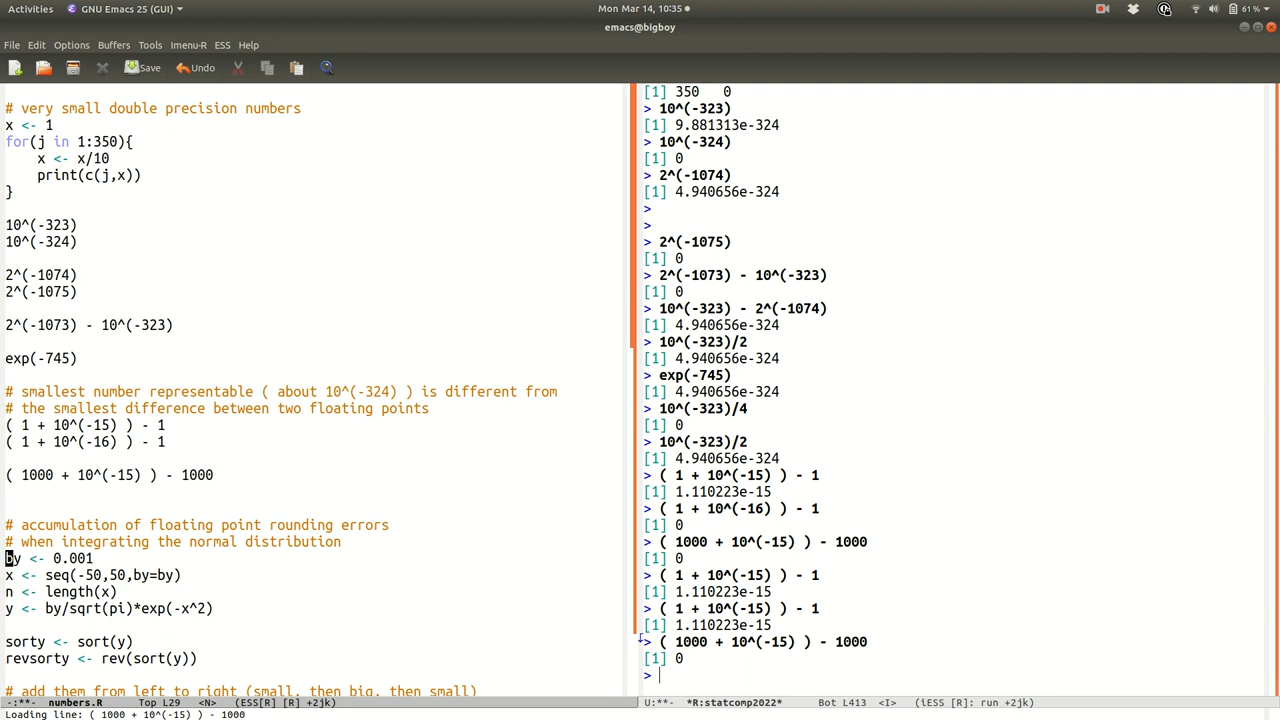 Activities GNU Emacs 25 (GUI) Mon Mar 14, 10:35 61%
emacs@bigboy
File Edit Options Buffers Tools Imenu-R ESS Help
Save Undo
# very small double precision numbers
x <- 1
for(j in 1:350){
    x <- x/10
    print(c(j,x))
}
10^(-323)
10^(-324)
2^(-1074)
2^(-1075)
2^(-1073) - 10^(-323)
exp(-745)
# smallest number representable ( about 10^(-324) ) is different from
# the smallest difference between two floating points
( 1 + 10^(-15) ) - 1
( 1 + 10^(-16) ) - 1
( 1000 + 10^(-15) ) - 1000
# accumulation of floating point rounding errors
# when integrating the normal distribution
by <- 0.001
x <- seq(-50,50,by=by)
n <- length(x)
y <- by/sqrt(pi)*exp(-x^2)
sorty <- sort(y)
revsorty <- rev(sort(y))
# add them from left to right (small, then big, then small)
[1] 350   0
> 10^(-323)
[1] 9.881313e-324
> 10^(-324)
[1] 0
> 2^(-1074)
[1] 4.940656e-324
>
>
> 2^(-1075)
[1] 0
> 2^(-1073) - 10^(-323)
[1] 0
> 10^(-323) - 2^(-1074)
[1] 4.940656e-324
> 10^(-323)/2
[1] 4.940656e-324
> exp(-745)
[1] 4.940656e-324
> 10^(-323)/4
[1] 0
> 10^(-323)/2
[1] 4.940656e-324
> ( 1 + 10^(-15) ) - 1
[1] 1.110223e-15
> ( 1 + 10^(-16) ) - 1
[1] 0
> ( 1000 + 10^(-15) ) - 1000
[1] 0
> ( 1 + 10^(-15) ) - 1
[1] 1.110223e-15
> ( 1 + 10^(-15) ) - 1
[1] 1.110223e-15
> ( 1000 + 10^(-15) ) - 1000
[1] 0
>
-:**- numbers.R Top L29 <N> (ESS[R] [R] +2jk)
U:**- *R:statcomp2022* Bot L413 <I> (iESS [R]: run +2jk)
Loading line: ( 1000 + 10^(-15) ) - 1000